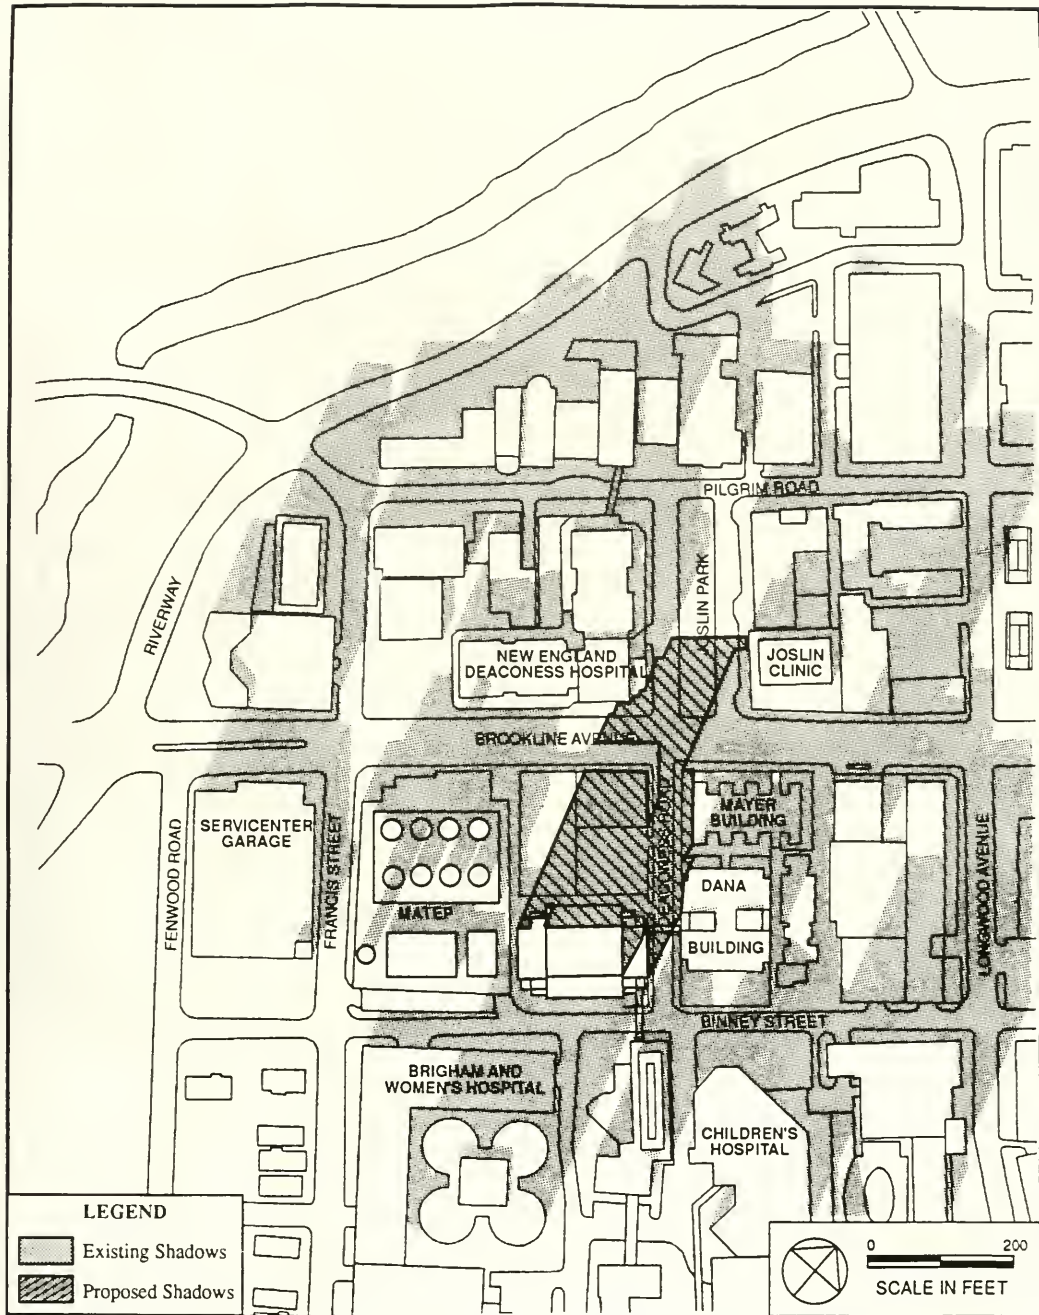 PILGRIM ROAD
JOSLIN PARK
RIVERWAY
NEW ENGLAND
DEACONESS HOSPITAL
JOSLIN
CLINIC
BROOKLINE AVENUE
MAYER
BUILDING
SERVICENTER
GARAGE
FENWOOD ROAD
FRANCIS STREET
MATEP
DEACONESS ROAD
DANA
BUILDING
LONGWOOD AVENUE
BINNEY STREET
BRIGHAM AND
WOMEN'S HOSPITAL
CHILDREN'S
HOSPITAL
LEGEND
Existing Shadows
Proposed Shadows
0 200
SCALE IN FEET